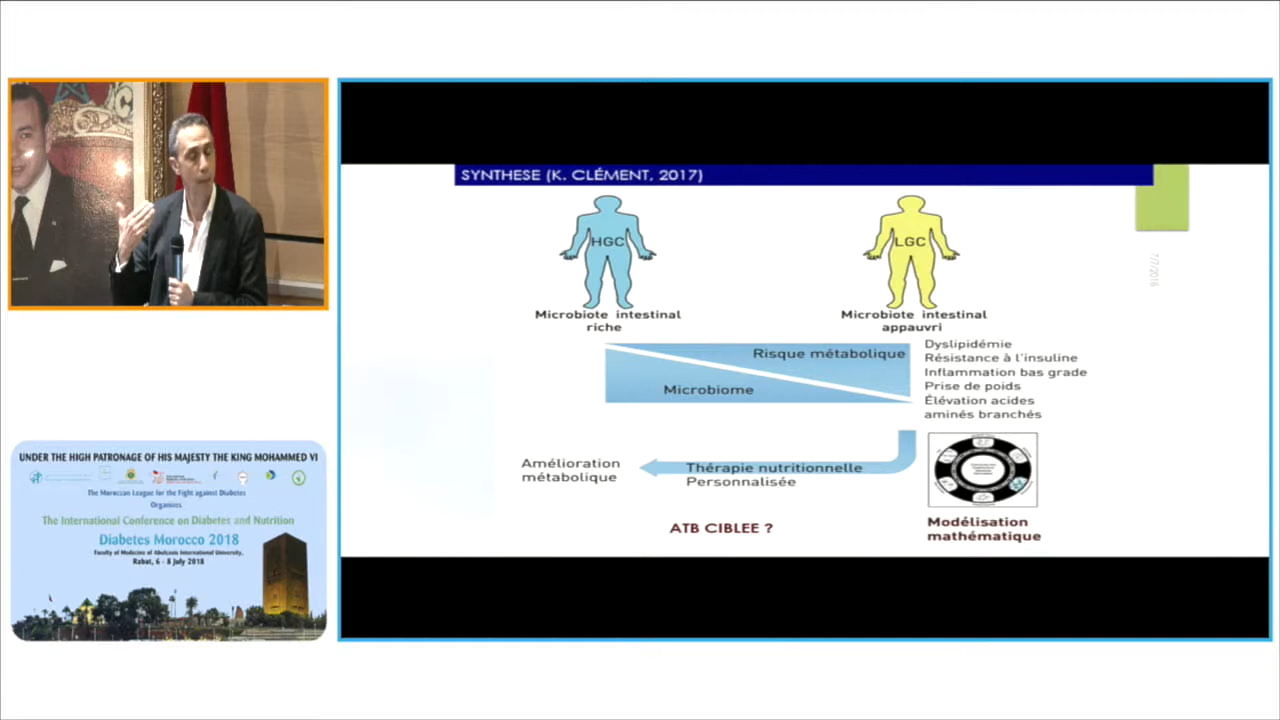 SYNTHESE (K. CLÉMENT, 2017)
HGC
LGC
7/7/2018
Microbiote intestinal
riche
Microbiote intestinal
appauvri
Risque métabolique
Microbiome
Dyslipidémie
Résistance à l'insuline
Inflammation bas grade
Prise de poids
Élévation acides
aminés branchés
Amélioration
métabolique
Thérapie nutritionnelle
Personnalisée
ATB CIBLEE ?
Modélisation
mathématique
UNDER THE HIGH PATRONAGE OF HIS MAJESTY THE KING MOHAMMED VI
The Moroccan League for the Fight against Diabetes
Organises
The International Conference on Diabetes and Nutrition
Diabetes Morocco 2018
Faculty of Medicine of Abulcasis International University,
Rabat, 6 - 8 July 2018